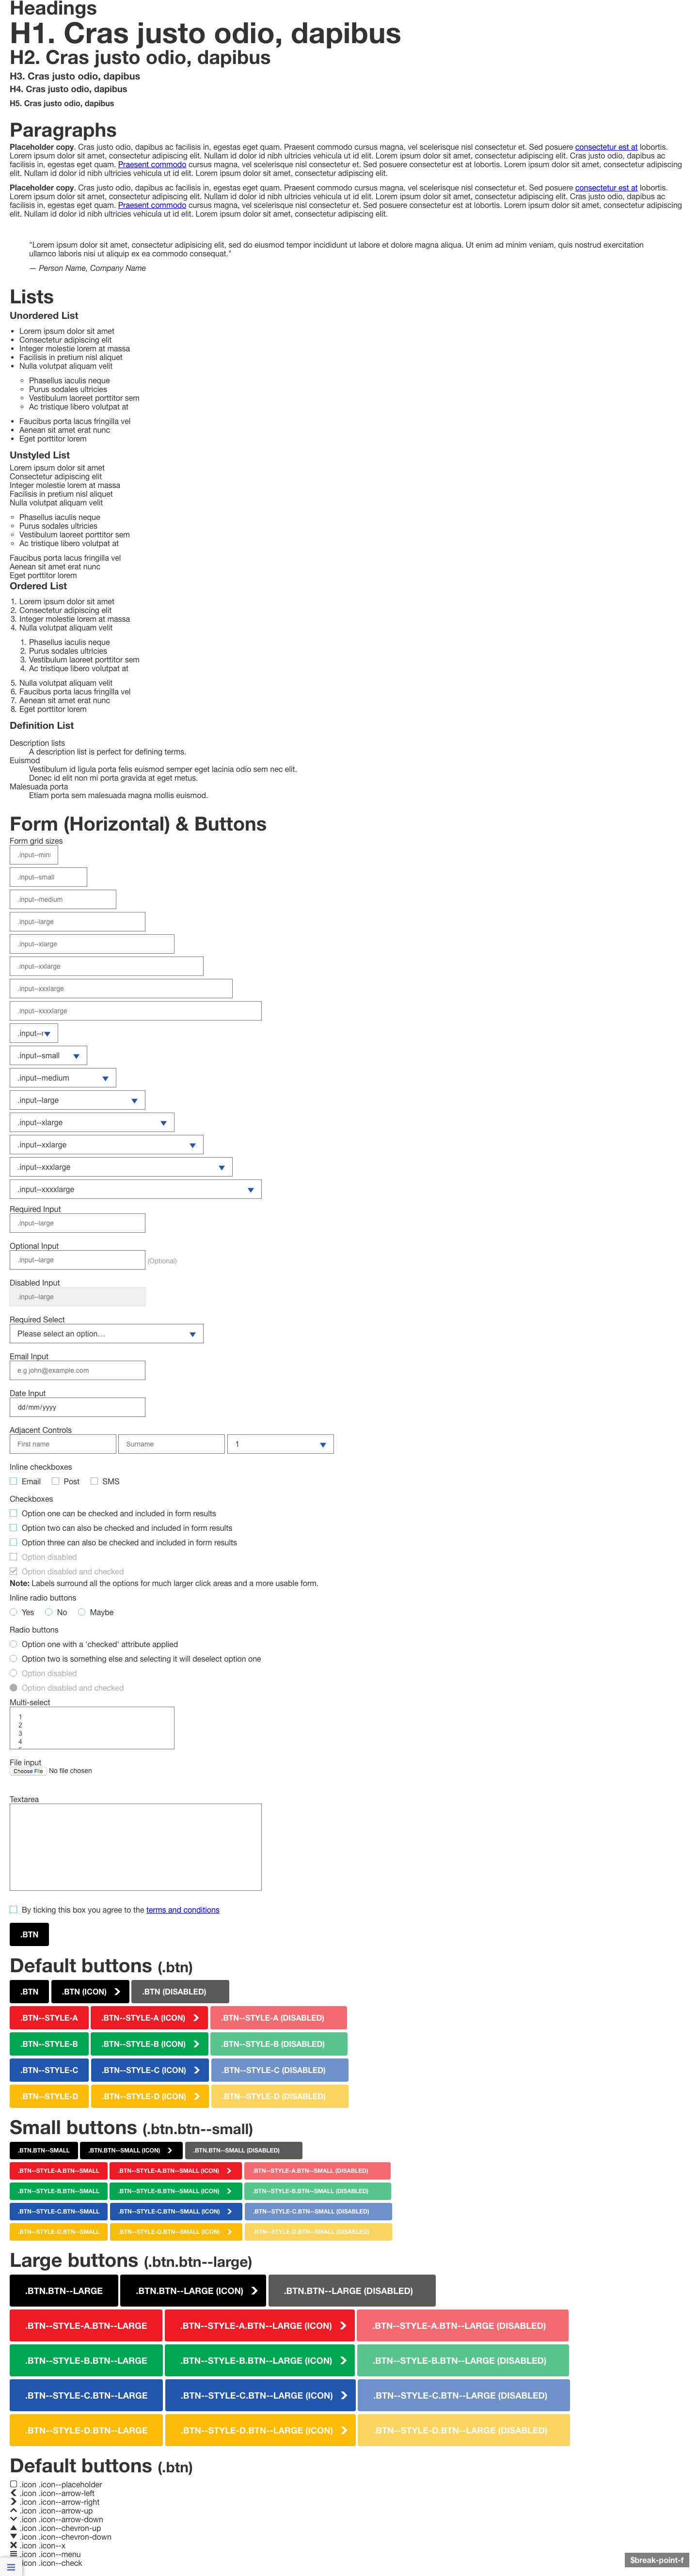 Headings
H1. Cras justo odio, dapibus
H2. Cras justo odio, dapibus
H3. Cras justo odio, dapibus
H4. Cras justo odio, dapibus
H5. Cras justo odio, dapibus
Paragraphs
Placeholder copy. Cras justo odio, dapibus ac facilisis in, egestas eget quam. Praesent commodo cursus magna, vel scelerisque nisl consectetur et. Sed posuere consectetur est at lobortis.
Lorem ipsum dolor sit amet, consectetur adipiscing elit. Nullam id dolor id nibh ultricies vehicula ut id elit. Lorem ipsum dolor sit amet, consectetur adipiscing elit. Cras justo odio, dapibus ac
facilisis in, egestas eget quam. Praesent commodo cursus magna, vel scelerisque nisl consectetur et. Sed posuere consectetur est at lobortis. Lorem ipsum dolor sit amet, consectetur adipiscing
elit. Nullam id dolor id nibh ultricies vehicula ut id elit. Lorem ipsum dolor sit amet, consectetur adipiscing elit.
Placeholder copy. Cras justo odio, dapibus ac facilisis in, egestas eget quam. Praesent commodo cursus magna, vel scelerisque nisl consectetur et. Sed posuere consectetur est at lobortis.
Lorem ipsum dolor sit amet, consectetur adipiscing elit. Nullam id dolor id nibh ultricies vehicula ut id elit. Lorem ipsum dolor sit amet, consectetur adipiscing elit. Cras justo odio, dapibus ac
facilisis in, egestas eget quam. Praesent commodo cursus magna, vel scelerisque nisl consectetur et. Sed posuere consectetur est at lobortis. Lorem ipsum dolor sit amet, consectetur adipiscing
elit. Nullam id dolor id nibh ultricies vehicula ut id elit. Lorem ipsum dolor sit amet, consectetur adipiscing elit.
"Lorem ipsum dolor sit amet, consectetur adipisicing elit, sed do eiusmod tempor incididunt ut labore et dolore magna aliqua. Ut enim ad minim veniam, quis nostrud exercitation
ullamco laboris nisi ut aliquip ex ea commodo consequat."
— Person Name, Company Name
Lists
Unordered List
• Lorem ipsum dolor sit amet
• Consectetur adipiscing elit
• Integer molestie lorem at massa
• Facilisis in pretium nisl aliquet
• Nulla volutpat aliquam velit
◦ Phasellus iaculis neque
◦ Purus sodales ultricies
◦ Vestibulum laoreet porttitor sem
◦ Ac tristique libero volutpat at
• Faucibus porta lacus fringilla vel
• Aenean sit amet erat nunc
• Eget porttitor lorem
Unstyled List
Lorem ipsum dolor sit amet
Consectetur adipiscing elit
Integer molestie lorem at massa
Facilisis in pretium nisl aliquet
Nulla volutpat aliquam velit
◦ Phasellus iaculis neque
◦ Purus sodales ultricies
◦ Vestibulum laoreet porttitor sem
◦ Ac tristique libero volutpat at
Faucibus porta lacus fringilla vel
Aenean sit amet erat nunc
Eget porttitor lorem
Ordered List
1. Lorem ipsum dolor sit amet
2. Consectetur adipiscing elit
3. Integer molestie lorem at massa
4. Nulla volutpat aliquam velit
1. Phasellus iaculis neque
2. Purus sodales ultricies
3. Vestibulum laoreet porttitor sem
4. Ac tristique libero volutpat at
5. Nulla volutpat aliquam velit
6. Faucibus porta lacus fringilla vel
7. Aenean sit amet erat nunc
8. Eget porttitor lorem
Definition List
Description lists
A description list is perfect for defining terms.
Euismod
Vestibulum id ligula porta felis euismod semper eget lacinia odio sem nec elit.
Donec id elit non mi porta gravida at eget metus.
Malesuada porta
Etiam porta sem malesuada magna mollis euismod.
Form (Horizontal) & Buttons
Form grid sizes
.input--mini
.input--small
.input--medium
.input--large
.input--xlarge
.input--xxlarge
.input--xxxlarge
.input--xxxxlarge
.input--
.input--small
.input--medium
.input--large
.input--xlarge
.input--xxlarge
.input--xxxlarge
.input--xxxxlarge
Required Input
.input--large
Optional Input
.input--large (Optional)
Disabled Input
.input--large
Required Select
Please select an option…
Email Input
e.g john@example.com
Date Input
dd/mm/yyyy
Adjacent Controls
First name Surname 1
Inline checkboxes
Email Post SMS
Checkboxes
Option one can be checked and included in form results
Option two can also be checked and included in form results
Option three can also be checked and included in form results
Option disabled
Option disabled and checked
Note: Labels surround all the options for much larger click areas and a more usable form.
Inline radio buttons
Yes No Maybe
Radio buttons
Option one with a 'checked' attribute applied
Option two is something else and selecting it will deselect option one
Option disabled
Option disabled and checked
Multi-select
1
2
3
4
File input
Choose File No file chosen
Textarea
By ticking this box you agree to the terms and conditions
.BTN
Default buttons (.btn)
.BTN .BTN (ICON) .BTN (DISABLED)
.BTN--STYLE-A .BTN--STYLE-A (ICON) .BTN--STYLE-A (DISABLED)
.BTN--STYLE-B .BTN--STYLE-B (ICON) .BTN--STYLE-B (DISABLED)
.BTN--STYLE-C .BTN--STYLE-C (ICON) .BTN--STYLE-C (DISABLED)
.BTN--STYLE-D .BTN--STYLE-D (ICON) .BTN--STYLE-D (DISABLED)
Small buttons (.btn.btn--small)
.BTN.BTN--SMALL .BTN.BTN--SMALL (ICON) .BTN.BTN--SMALL (DISABLED)
.BTN--STYLE-A.BTN--SMALL .BTN--STYLE-A.BTN--SMALL (ICON) .BTN--STYLE-A.BTN--SMALL (DISABLED)
.BTN--STYLE-B.BTN--SMALL .BTN--STYLE-B.BTN--SMALL (ICON) .BTN--STYLE-B.BTN--SMALL (DISABLED)
.BTN--STYLE-C.BTN--SMALL .BTN--STYLE-C.BTN--SMALL (ICON) .BTN--STYLE-C.BTN--SMALL (DISABLED)
.BTN--STYLE-D.BTN--SMALL .BTN--STYLE-D.BTN--SMALL (ICON) .BTN--STYLE-D.BTN--SMALL (DISABLED)
Large buttons (.btn.btn--large)
.BTN.BTN--LARGE .BTN.BTN--LARGE (ICON) .BTN.BTN--LARGE (DISABLED)
.BTN--STYLE-A.BTN--LARGE .BTN--STYLE-A.BTN--LARGE (ICON) .BTN--STYLE-A.BTN--LARGE (DISABLED)
.BTN--STYLE-B.BTN--LARGE .BTN--STYLE-B.BTN--LARGE (ICON) .BTN--STYLE-B.BTN--LARGE (DISABLED)
.BTN--STYLE-C.BTN--LARGE .BTN--STYLE-C.BTN--LARGE (ICON) .BTN--STYLE-C.BTN--LARGE (DISABLED)
.BTN--STYLE-D.BTN--LARGE .BTN--STYLE-D.BTN--LARGE (ICON) .BTN--STYLE-D.BTN--LARGE (DISABLED)
Default buttons (.btn)
.icon .icon--placeholder
.icon .icon--arrow-left
.icon .icon--arrow-right
.icon .icon--arrow-up
.icon .icon--arrow-down
.icon .icon--chevron-up
.icon .icon--chevron-down
.icon .icon--x
.icon .icon--menu
icon .icon--check
$break-point-f